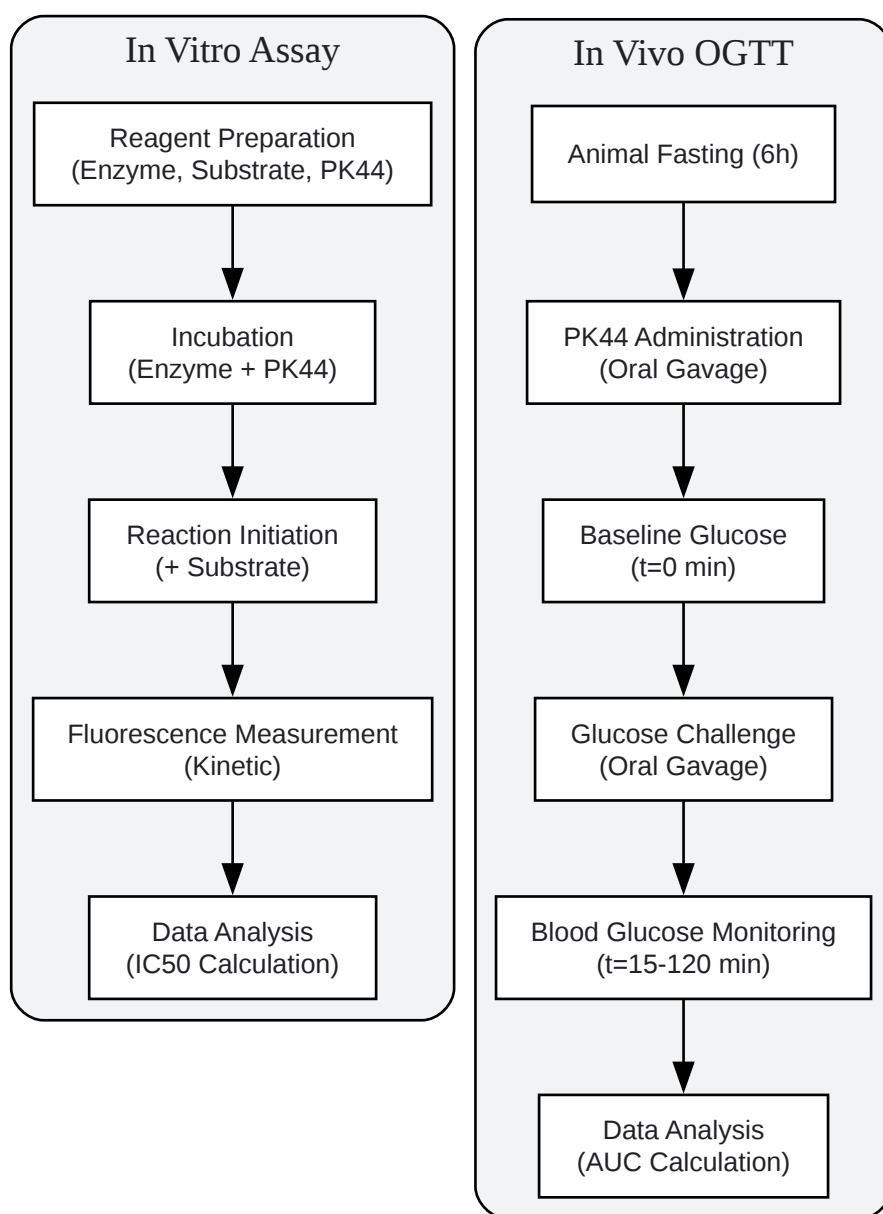 In Vitro Assay
Reagent Preparation
(Enzyme, Substrate, PK44)
Incubation
(Enzyme + PK44)
Reaction Initiation
(+ Substrate)
Fluorescence Measurement
(Kinetic)
Data Analysis
(IC50 Calculation)
In Vivo OGTT
Animal Fasting (6h)
PK44 Administration
(Oral Gavage)
Baseline Glucose
(t=0 min)
Glucose Challenge
(Oral Gavage)
Blood Glucose Monitoring
(t=15-120 min)
Data Analysis
(AUC Calculation)